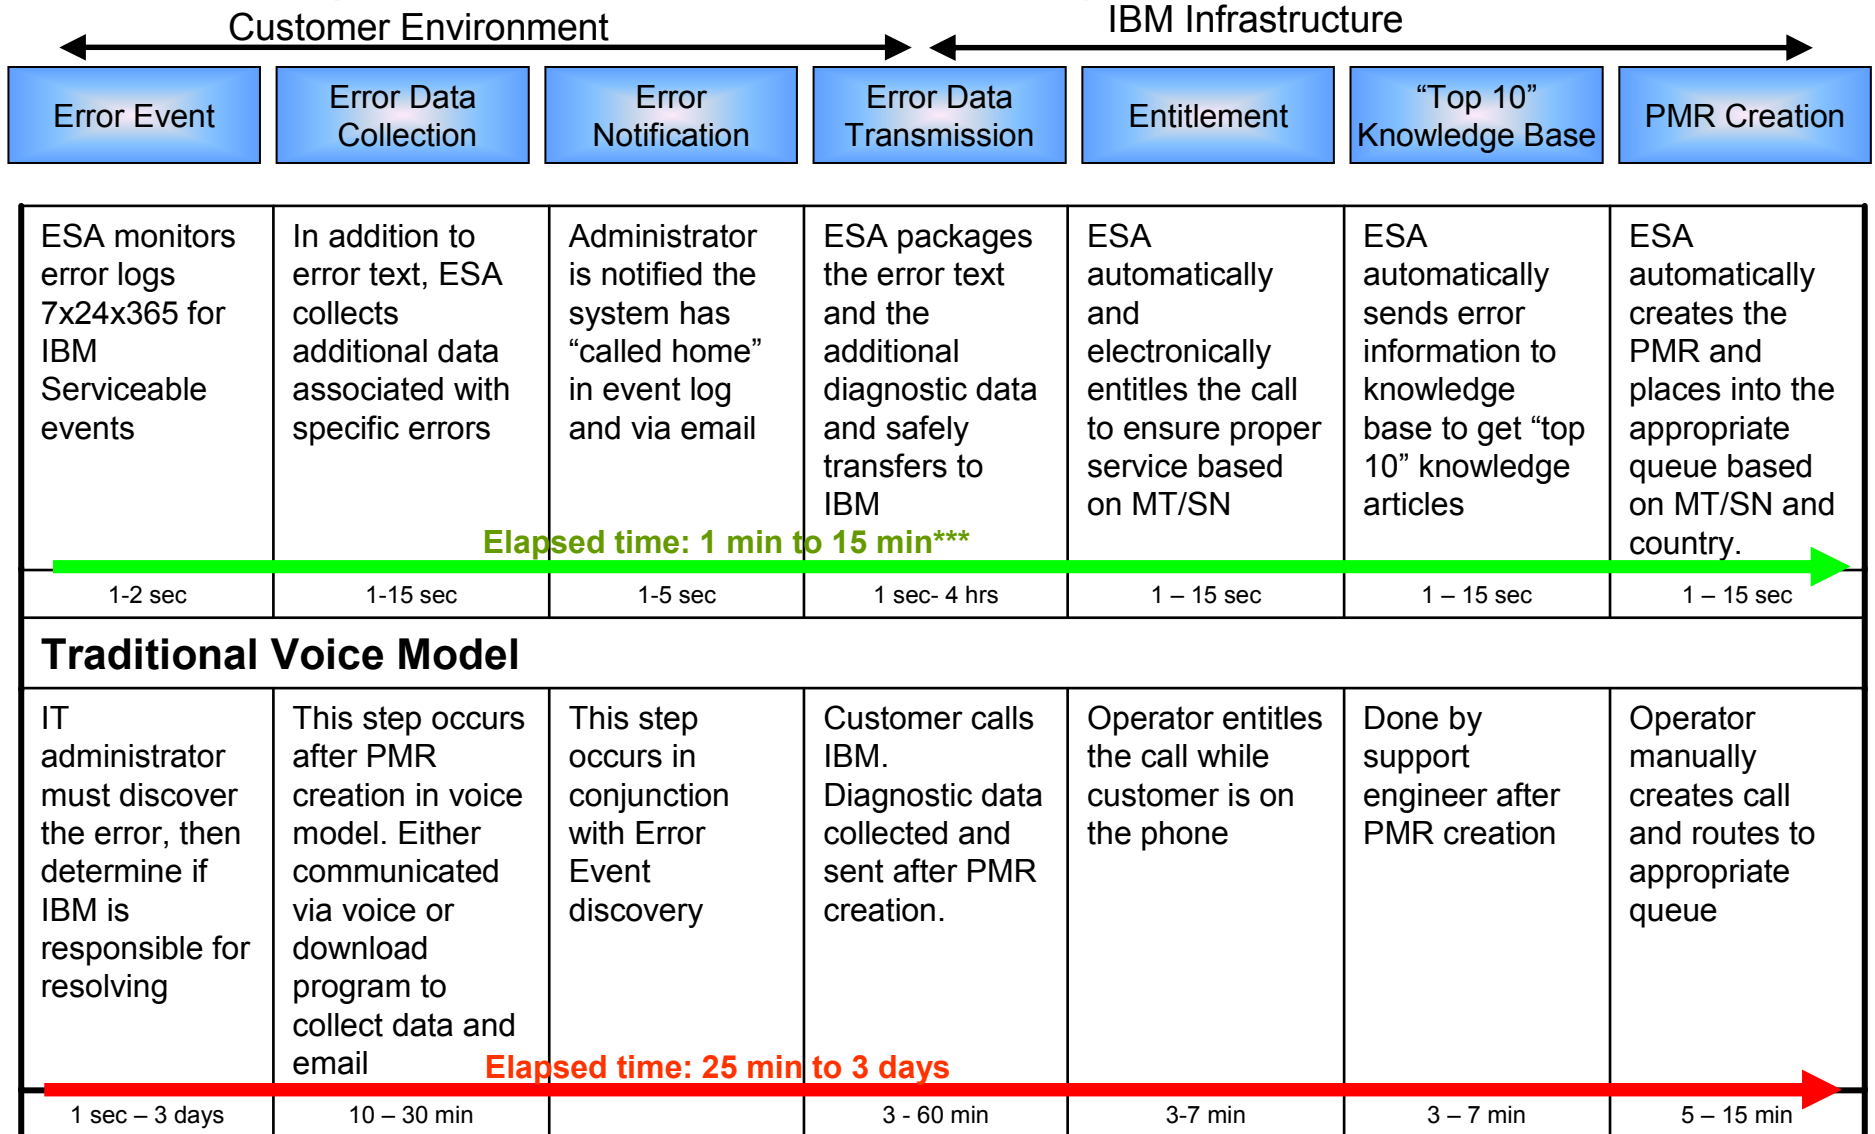 Customer Environment
IBM Infrastructure
Error Event
Error Data
Collection
Error
Notification
Error Data
Transmission
Entitlement
“Top 10”
Knowledge Base
PMR Creation
ESA monitors
error logs
7x24x365 for
IBM
Serviceable
events
In addition to
error text, ESA
collects
additional data
associated with
specific errors
Administrator
is notified the
system has
“called home”
in event log
and via email
ESA packages
the error text
and the
additional
diagnostic data
and safely
transfers to
IBM
ESA
automatically
and
electronically
entitles the call
to ensure proper
service based
on MT/SN
ESA
automatically
sends error
information to
knowledge
base to get “top
10” knowledge
articles
ESA
automatically
creates the
PMR and
places into the
appropriate
queue based
on MT/SN and
country.
Elapsed time: 1 min to 15 min***
1-2 sec
1-15 sec
1-5 sec
1 sec- 4 hrs
1 – 15 sec
1 – 15 sec
1 – 15 sec
Traditional Voice Model
IT
administrator
must discover
the error, then
determine if
IBM is
responsible for
resolving
This step occurs
after PMR
creation in voice
model. Either
communicated
via voice or
download
program to
collect data and
email
This step
occurs in
conjunction
with Error
Event
discovery
Customer calls
IBM.
Diagnostic data
collected and
sent after PMR
creation.
Operator entitles
the call while
customer is on
the phone
Done by
support
engineer after
PMR creation
Operator
manually
creates call
and routes to
appropriate
queue
Elapsed time: 25 min to 3 days
1 sec – 3 days
10 – 30 min
3 - 60 min
3-7 min
3 – 7 min
5 – 15 min